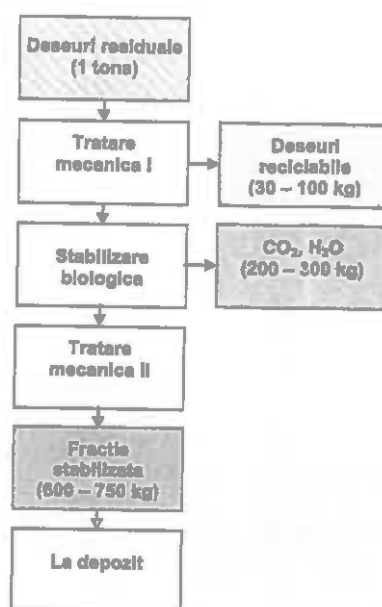 Deseuri residuale
(1 tona)
Tratare
mecanica I
Deseuri
reciclabile
(30 – 100 kg)
Stabilizare
biologica
CO₂, H₂O
(200 – 300 kg)
Tratare
mecanica II
Fractie
stabilizata
(600 – 750 kg)
La depozit